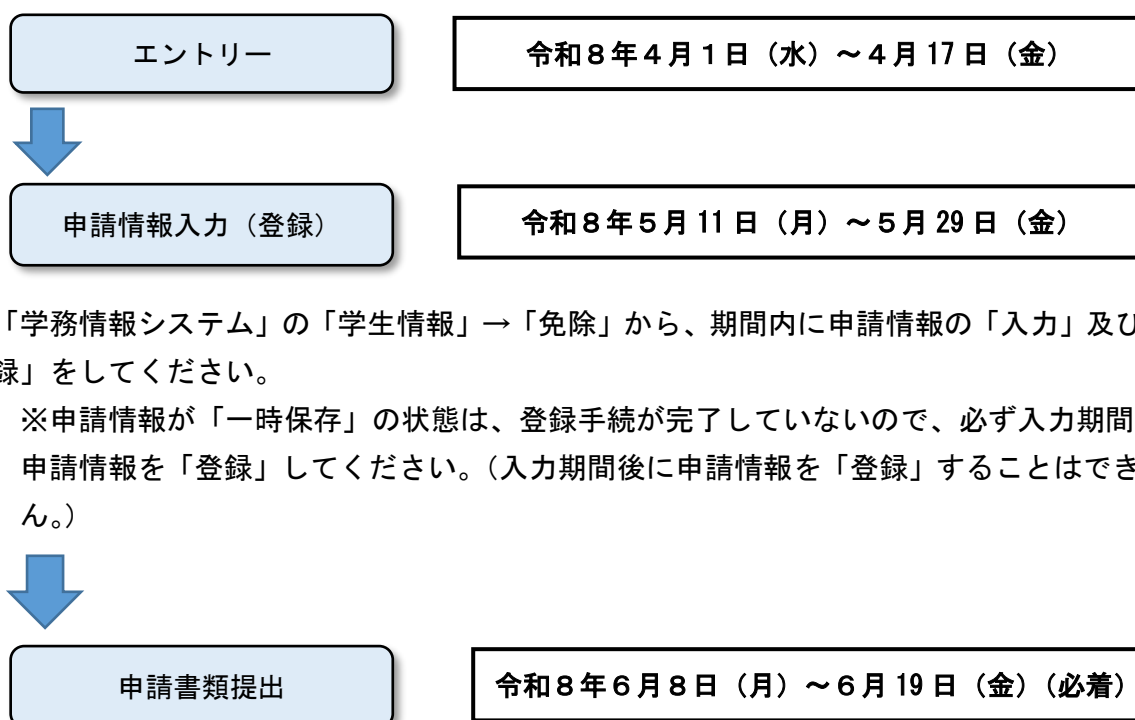 エントリー
令和８年４月１日（水）～４月17日（金）
申請情報入力（登録）
令和８年５月11日（月）～５月29日（金）
「学務情報システム」の「学生情報」→「免除」から、期間内に申請情報の「入力」及び
録」をしてください。
※申請情報が「一時保存」の状態は、登録手続が完了していないので、必ず入力期間
申請情報を「登録」してください。（入力期間後に申請情報を「登録」することはでき
ん。）
申請書類提出
令和８年６月８日（月）～６月19日（金）（必着）